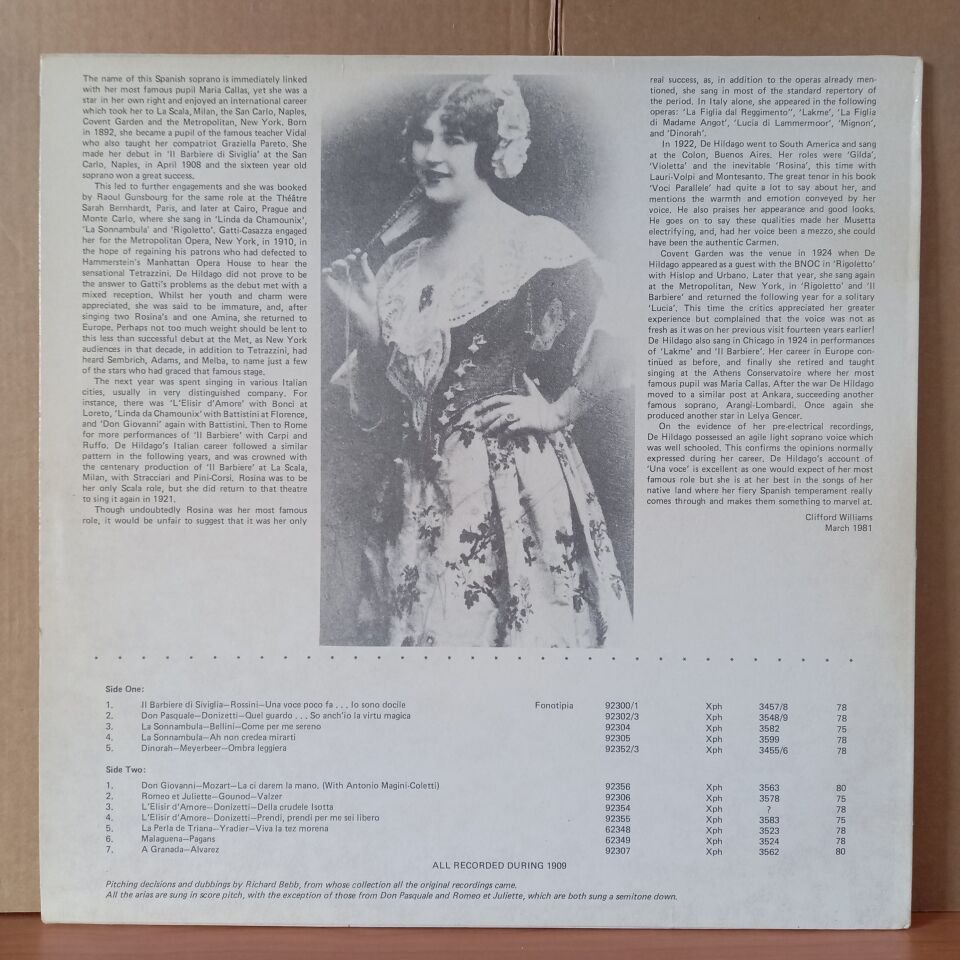 The name of this Spanish soprano is immediately linked
with her most famous pupil Maria Callas, yet she was a
star in her own right and enjoyed an international career
which took her to La Scala, Milan, the San Carlo, Naples,
Covent Garden and the Metropolitan, New York. Born
in 1892, she became a pupil of the famous teacher Vidal
who also taught her compatriot Graziella Pareto. She
made her debut in 'Il Barbiere di Siviglia' at the San
Carlo, Naples, in April 1908 and the sixteen year old
soprano won a great success.
This led to further engagements and she was booked
by Raoul Gunsbourg for the same role at the Théâtre
Sarah Bernhardt, Paris, and later at Cairo, Prague and
Monte Carlo, where she sang in 'Linda da Chamounix',
'La Sonnambula' and 'Rigoletto'. Gatti-Casazza engaged
her for the Metropolitan Opera, New York, in 1910, in
the hope of regaining his patrons who had defected to
Hammerstein's Manhattan Opera House to hear the
sensational Tetrazzini. De Hildago did not prove to be
the answer to Gatti's problems as the debut met with a
mixed reception. Whilst her youth and charm were
appreciated, she was said to be immature, and, after
singing two Rosina's and one Amina, she returned to
Europe. Perhaps not too much weight should be lent to
this less than successful debut at the Met, as New York
audiences in that decade, in addition to Tetrazzini, had
heard Sembrich, Adams, and Melba, to name just a few
of the stars who had graced that famous stage.
The next year was spent singing in various Italian
cities, usually in very distinguished company. For
instance, there was 'L'Elisir d'Amore' with Bonci at
Loreto, 'Linda da Chamounix' with Battistini at Florence,
and 'Don Giovanni' again with Battistini. Then to Rome
for more performances of 'Il Barbiere' with Carpi and
Ruffo. De Hildago's Italian career followed a similar
pattern in the following years, and was crowned with
the centenary production of 'Il Barbiere' at La Scala,
Milan, with Stracciari and Pini-Corsi. Rosina was to be
her only Scala role, but she did return to that theatre
to sing it again in 1921.
Though undoubtedly Rosina was her most famous
role, it would be unfair to suggest that it was her only
real success, as, in addition to the operas already men-
tioned, she sang in most of the standard repertory of
the period. In Italy alone, she appeared in the following
operas: 'La Figlia dal Reggimento'', 'Lakme', 'La Figlia
di Madame Angot', 'Lucia di Lammermoor', 'Mignon',
and 'Dinorah'.
In 1922, De Hildago went to South America and sang
at the Colon, Buenos Aires. Her roles were 'Gilda',
'Violetta' and the inevitable 'Rosina', this time with
Lauri-Volpi and Montesanto. The great tenor in his book
'Voci Parallele' had quite a lot to say about her, and
mentions the warmth and emotion conveyed by her
voice. He also praises her appearance and good looks.
He goes on to say these qualities made her Musetta
electrifying, and, had her voice been a mezzo, she could
have been the authentic Carmen.
Covent Garden was the venue in 1924 when De
Hildago appeared as a guest with the BNOC in 'Rigoletto'
with Hislop and Urbano. Later that year, she sang again
at the Metropolitan, New York, in 'Rigoletto' and 'Il
Barbiere' and returned the following year for a solitary
'Lucia'. This time the critics appreciated her greater
experience but complained that the voice was not as
fresh as it was on her previous visit fourteen years earlier!
De Hildago also sang in Chicago in 1924 in performances
of 'Lakme' and 'Il Barbiere'. Her career in Europe con-
tinued as before, and finally she retired and taught
singing at the Athens Conservatoire where her most
famous pupil was Maria Callas. After the war De Hildago
moved to a similar post at Ankara, succeeding another
famous soprano, Arangi-Lombardi. Once again she
produced another star in Lelya Gencer.
On the evidence of her pre-electrical recordings,
De Hildago possessed an agile light soprano voice which
was well schooled. This confirms the opinions normally
expressed during her career. De Hildago's account of
'Una voce' is excellent as one would expect of her most
famous role but she is at her best in the songs of her
native land where her fiery Spanish temperament really
comes through and makes them something to marvel at.
Clifford Williams
March 1981
Side One:
1. Il Barbiere di Siviglia—Rossini—Una voce poco fa . . . Io sono docile Fonotipia 92300/1 Xph 3457/8 78
2. Don Pasquale—Donizetti—Quel guardo . . . So anch'io la virtu magica 92302/3 Xph 3548/9 78
3. La Sonnambula—Bellini—Come per me sereno 92304 Xph 3582 75
4. La Sonnambula—Ah non credea mirarti 92305 Xph 3599 78
5. Dinorah—Meyerbeer—Ombra leggiera 92352/3 Xph 3455/6 78
Side Two:
1. Don Giovanni—Mozart—La ci darem la mano. (With Antonio Magini-Coletti) 92356 Xph 3563 80
2. Romeo et Juliette—Gounod—Valzer 92306 Xph 3578 75
3. L'Elisir d'Amore—Donizetti—Della crudele Isotta 92354 Xph ? 78
4. L'Elisir d'Amore—Donizetti—Prendi, prendi per me sei libero 92355 Xph 3583 75
5. La Perla de Triana—Yradier—Viva la tez morena 62348 Xph 3523 78
6. Malaguena—Pagans 62349 Xph 3524 78
7. A Granada—Alvarez 92307 Xph 3562 80
ALL RECORDED DURING 1909
Pitching decisions and dubbings by Richard Bebb, from whose collection all the original recordings came.
All the arias are sung in score pitch, with the exception of those from Don Pasquale and Romeo et Juliette, which are both sung a semitone down.